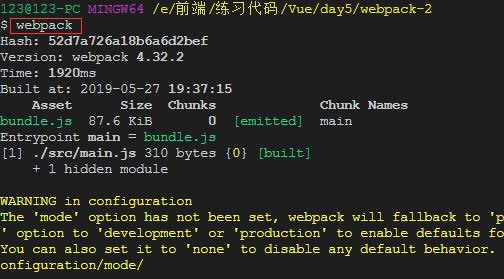 123@123-PC MINGW64 /e/前端/练习代码/Vue/day5/webpack-2
$ webpack
Hash: 52d7a726a18b6a6d2bef
Version: webpack 4.32.2
Time: 1920ms
Built at: 2019-05-27 19:37:15
Asset Size Chunks Chunk Names
bundle.js 87.6 KiB 0 [emitted] main
Entrypoint main = bundle.js
[1] ./src/main.js 310 bytes {0} [built]
+ 1 hidden module
WARNING in configuration
The 'mode' option has not been set, webpack will fallback to 'p
' option to 'development' or 'production' to enable defaults fo
You can also set it to 'none' to disable any default behavior.
onfiguration/mode/